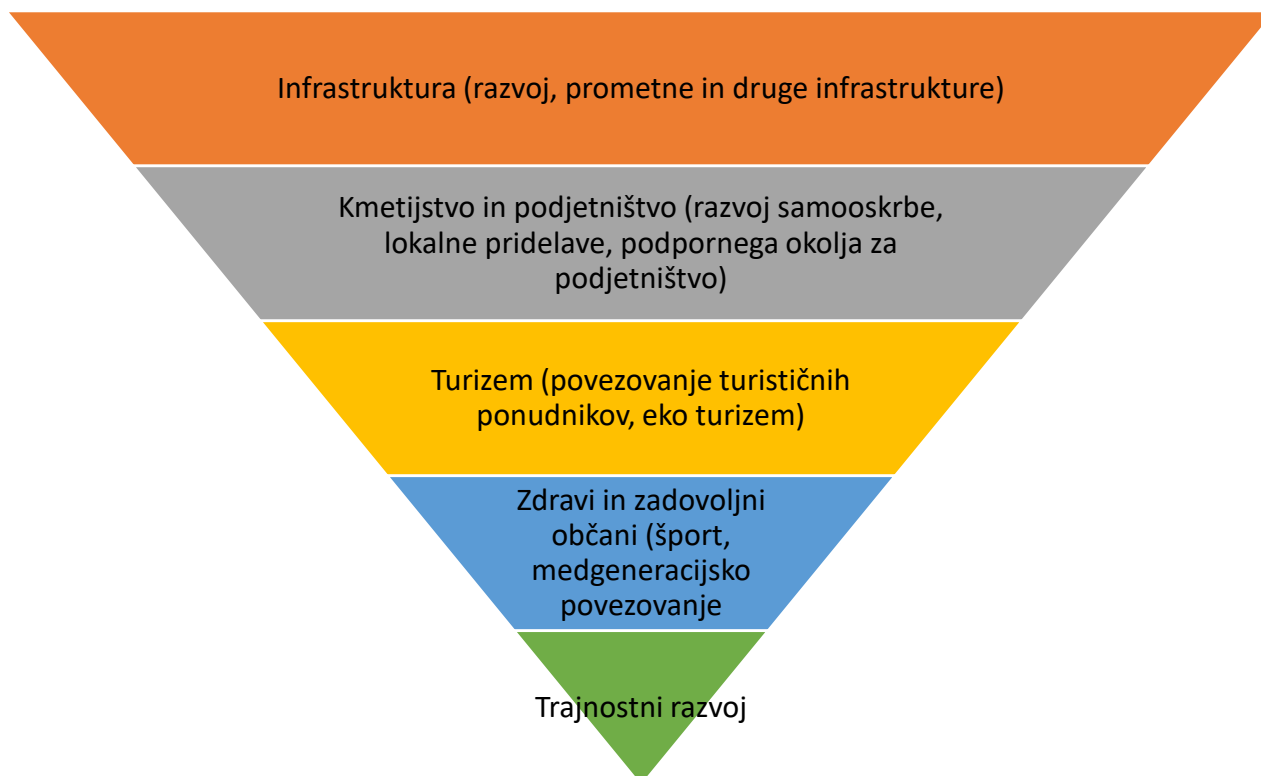 Infrastruktura (razvoj, prometne in druge infrastrukture)
Kmetijstvo in podjetništvo (razvoj samooskrbe,
lokalne pridelave, podpornega okolja za
podjetništvo)
Turizem (povezovanje turističnih
ponudnikov, eko turizem)
Zdravi in zadovoljni
občani (šport,
medgeneracijsko
povezovanje
Trajnostni razvoj